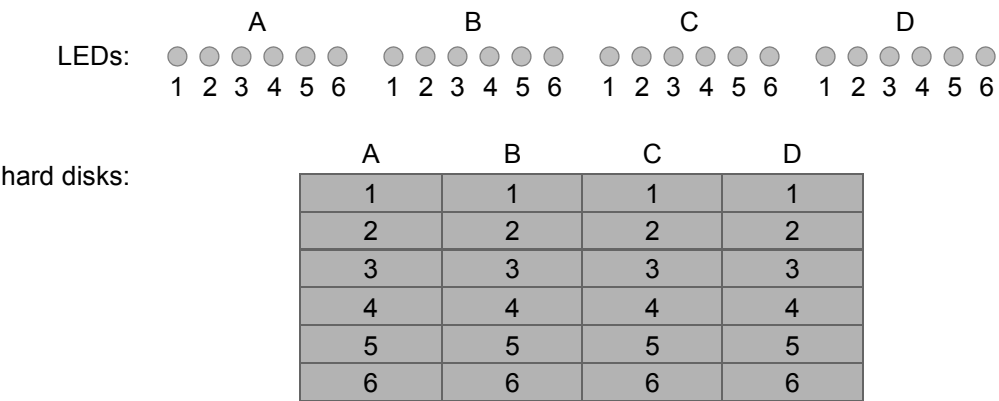 A B C D
LEDs:
1 2 3 4 5 6 1 2 3 4 5 6 1 2 3 4 5 6 1 2 3 4 5 6
A B C D
hard disks:
1 1 1 1
2 2 2 2
3 3 3 3
4 4 4 4
5 5 5 5
6 6 6 6